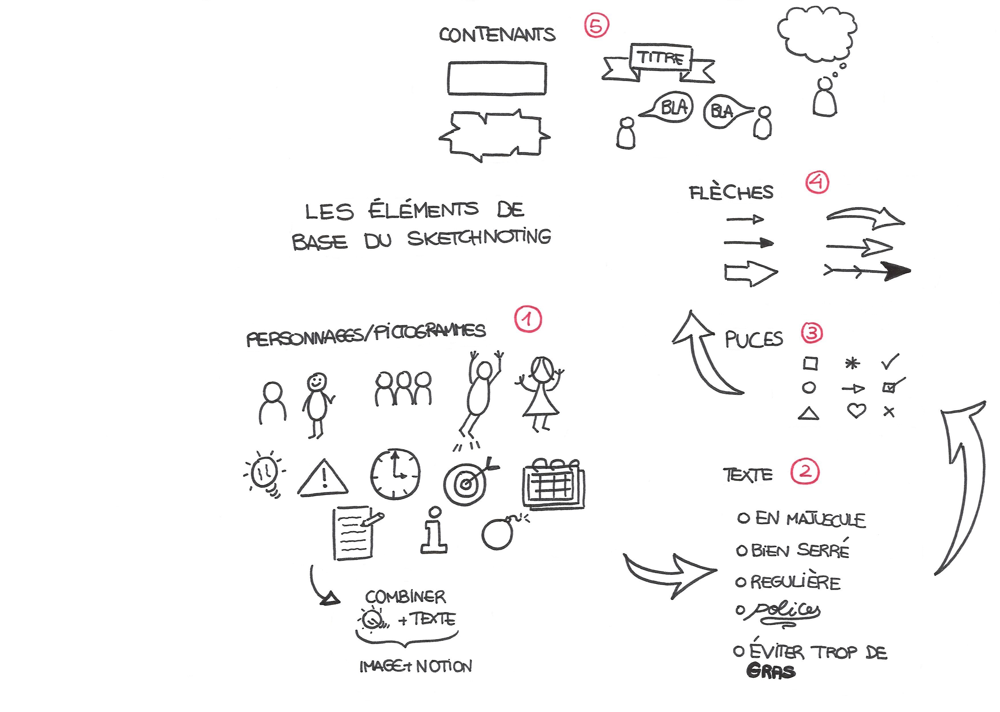 CONTENANTS
5
TITRE
BLA
BLA
FLÈCHES
4
LES ÉLÉMENTS DE
BASE DU SKETCHNOTING
PERSONNAGES/PICTOGRAMMES
1
!
i
COMBINER
+ TEXTE
IMAGE + NOTION
TEXTE
2
O EN MAJUSCULE
O BIEN SERRÉ
O REGULIÈRE
O polices
O ÉVITER TROP DE
GRAS
PUCES
3